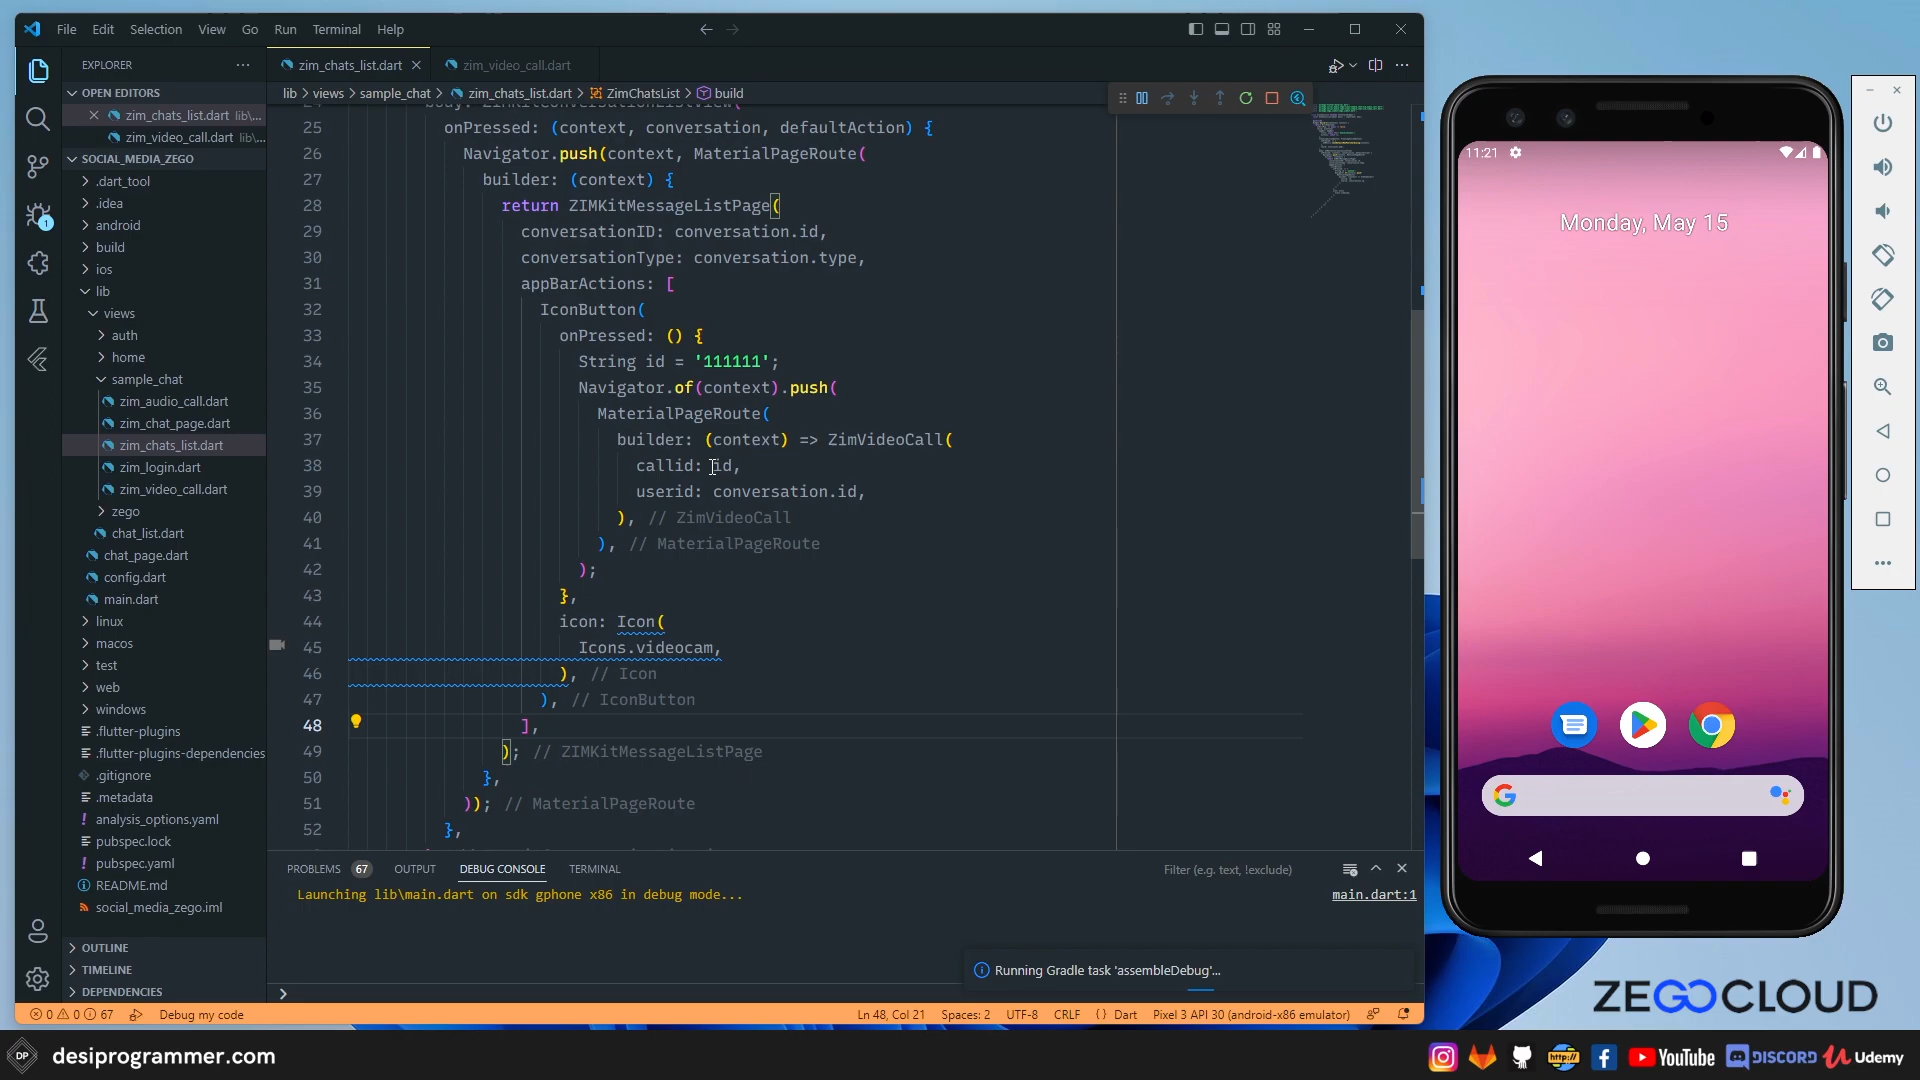 File Edit Selection View Go Run Terminal Help
EXPLORER
OPEN EDITORS
zim_chats_list.dart lib\...
zim_video_call.dart lib\...
SOCIAL_MEDIA_ZEGO
.dart_tool
.idea
android
build
ios
lib
views
auth
home
sample_chat
zim_audio_call.dart
zim_chat_page.dart
zim_chats_list.dart
zim_login.dart
zim_video_call.dart
zego
chat_list.dart
chat_page.dart
config.dart
main.dart
linux
macos
test
web
windows
.flutter-plugins
.flutter-plugins-dependencies
.gitignore
.metadata
analysis_options.yaml
pubspec.lock
pubspec.yaml
README.md
social_media_zego.iml
OUTLINE
TIMELINE
DEPENDENCIES
zim_chats_list.dart
zim_video_call.dart
lib > views > sample_chat > zim_chats_list.dart > ZimChatsList > build
25 onPressed: (context, conversation, defaultAction) {
26 Navigator.push(context, MaterialPageRoute(
27 builder: (context) {
28 return ZIMKitMessageListPage(
29 conversationID: conversation.id,
30 conversationType: conversation.type,
31 appBarActions: [
32 IconButton(
33 onPressed: () {
34 String id = '111111';
35 Navigator.of(context).push(
36 MaterialPageRoute(
37 builder: (context) => ZimVideoCall(
38 callid: id,
39 userid: conversation.id,
40 ), // ZimVideoCall
41 ), // MaterialPageRoute
42 );
43 },
44 icon: Icon(
45 Icons.videocam,
46 ), // Icon
47 ), // IconButton
48 ],
49 ); // ZIMKitMessageListPage
50 },
51 )); // MaterialPageRoute
52 },
PROBLEMS 67 OUTPUT DEBUG CONSOLE TERMINAL Filter (e.g. text, !exclude)
Launching lib\main.dart on sdk gphone x86 in debug mode... main.dart:1
Running Gradle task 'assembleDebug'...
0 0 67 Debug my code Ln 48, Col 21 Spaces: 2 UTF-8 CRLF {} Dart Pixel 3 API 30 (android-x86 emulator)
11:21
Monday, May 15
ZEGOCLOUD
DP desiprogrammer.com http:// YouTube DISCORD Udemy